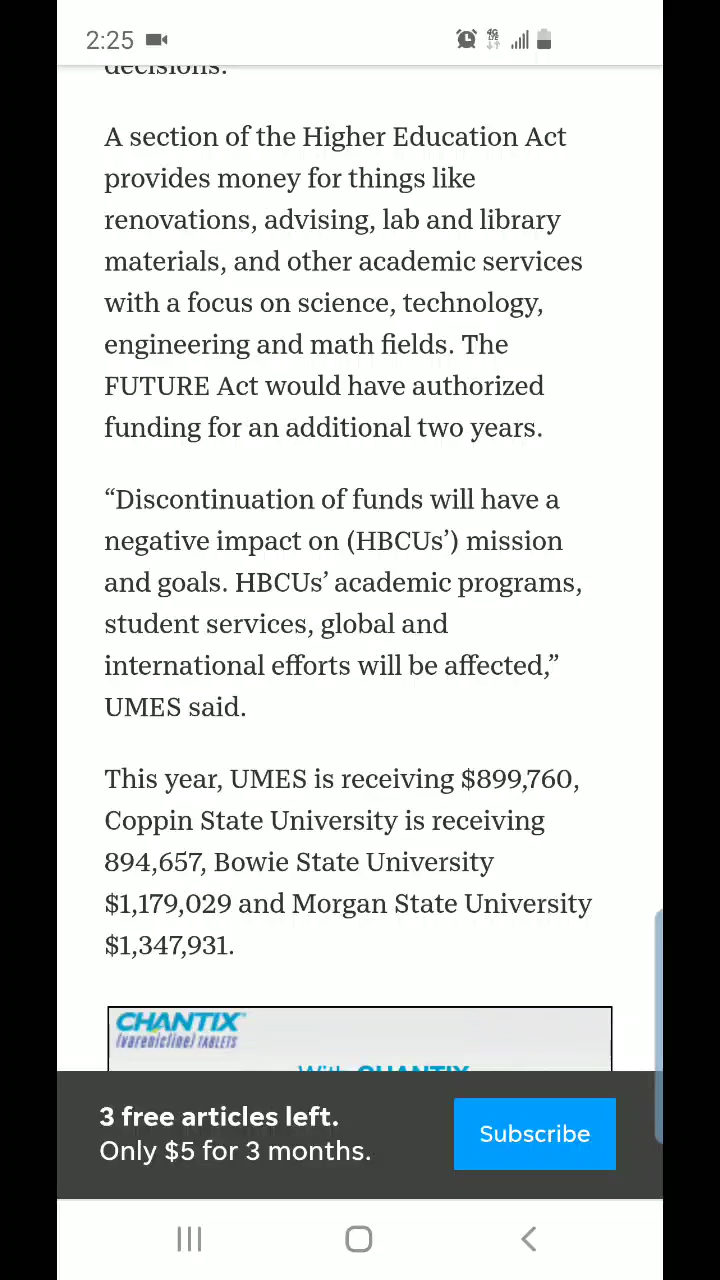 2:25
decisions.
A section of the Higher Education Act
provides money for things like
renovations, advising, lab and library
materials, and other academic services
with a focus on science, technology,
engineering and math fields. The
FUTURE Act would have authorized
funding for an additional two years.
“Discontinuation of funds will have a
negative impact on (HBCUs’) mission
and goals. HBCUs’ academic programs,
student services, global and
international efforts will be affected,”
UMES said.
This year, UMES is receiving $899,760,
Coppin State University is receiving
894,657, Bowie State University
$1,179,029 and Morgan State University
$1,347,931.
CHANTIX™
(varenicline) TABLETS
With CHANTIX
3 free articles left.
Only $5 for 3 months.
Subscribe